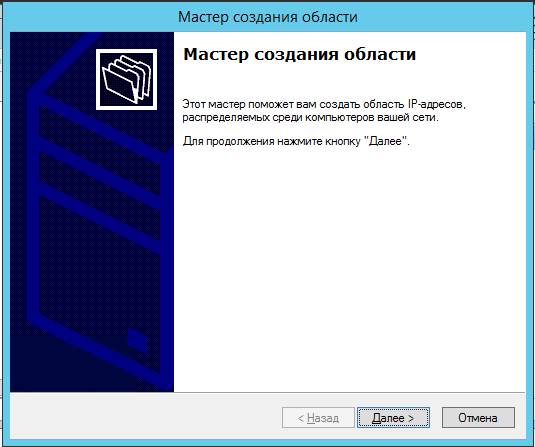 Мастер создания области
Мастер создания области
Этот мастер поможет вам создать область IP-адресов,
распределяемых среди компьютеров вашей сети.
Для продолжения нажмите кнопку "Далее".
< Назад
Далее >
Отмена